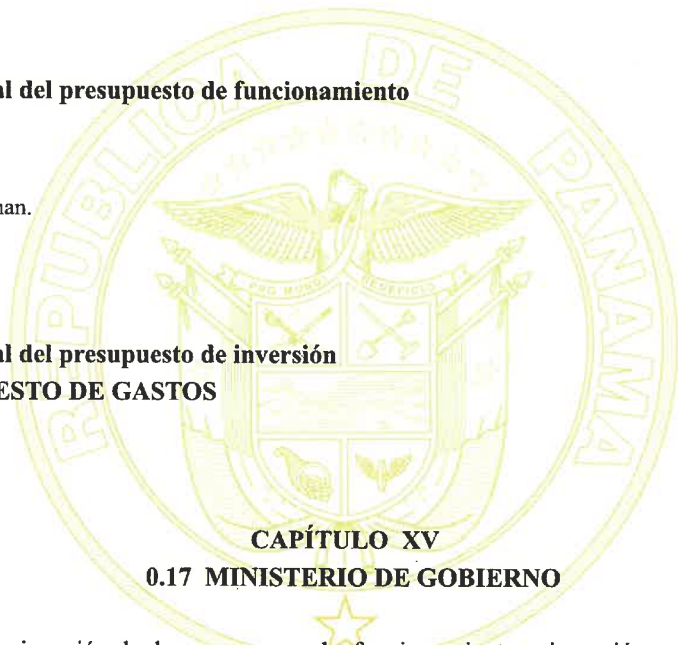 REPUBLICA DE PANAMA
PRO MUNDI BENEFICIO
al del presupuesto de funcionamiento
nan.
al del presupuesto de inversión
ESTO DE GASTOS
CAPÍTULO XV
0.17 MINISTERIO DE GOBIERNO